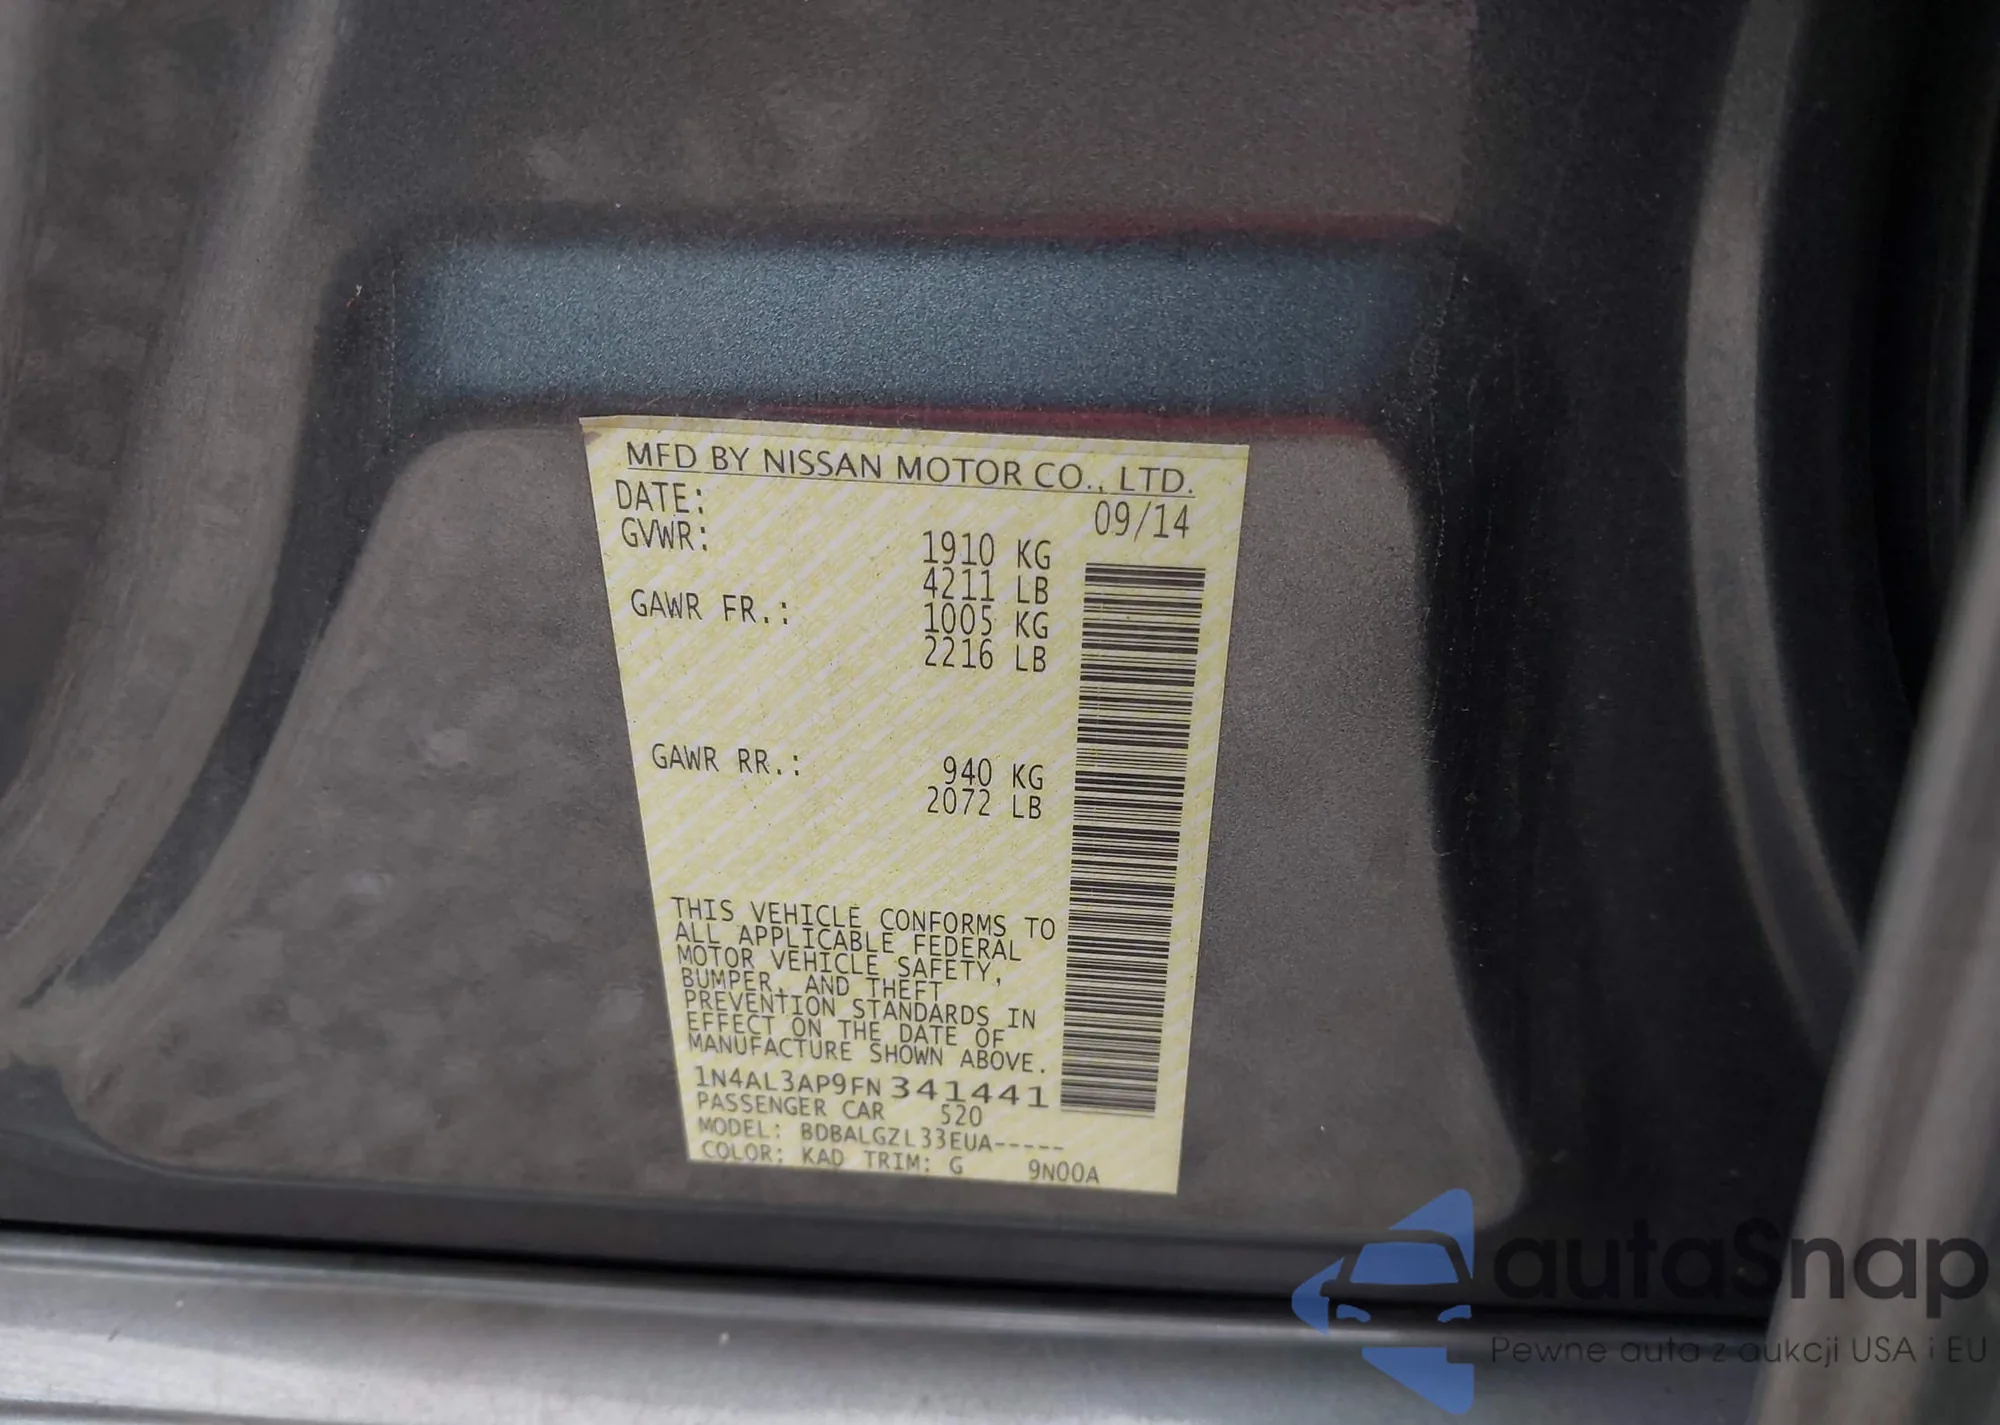 MFD BY NISSAN MOTOR CO., LTD.
DATE: 09/14
GVWR: 1910 KG
4211 LB
GAWR FR.: 1005 KG
2216 LB
GAWR RR.: 940 KG
2072 LB
THIS VEHICLE CONFORMS TO
ALL APPLICABLE FEDERAL
MOTOR VEHICLE SAFETY,
BUMPER, AND THEFT
PREVENTION STANDARDS IN
EFFECT ON THE DATE OF
MANUFACTURE SHOWN ABOVE.
1N4AL3AP9FN341441
PASSENGER CAR 520
MODEL: BDBALGZL33EUA-----
COLOR: KAD TRIM: G 9N00A
autaSnap
Pewne auta z aukcji USA i EU